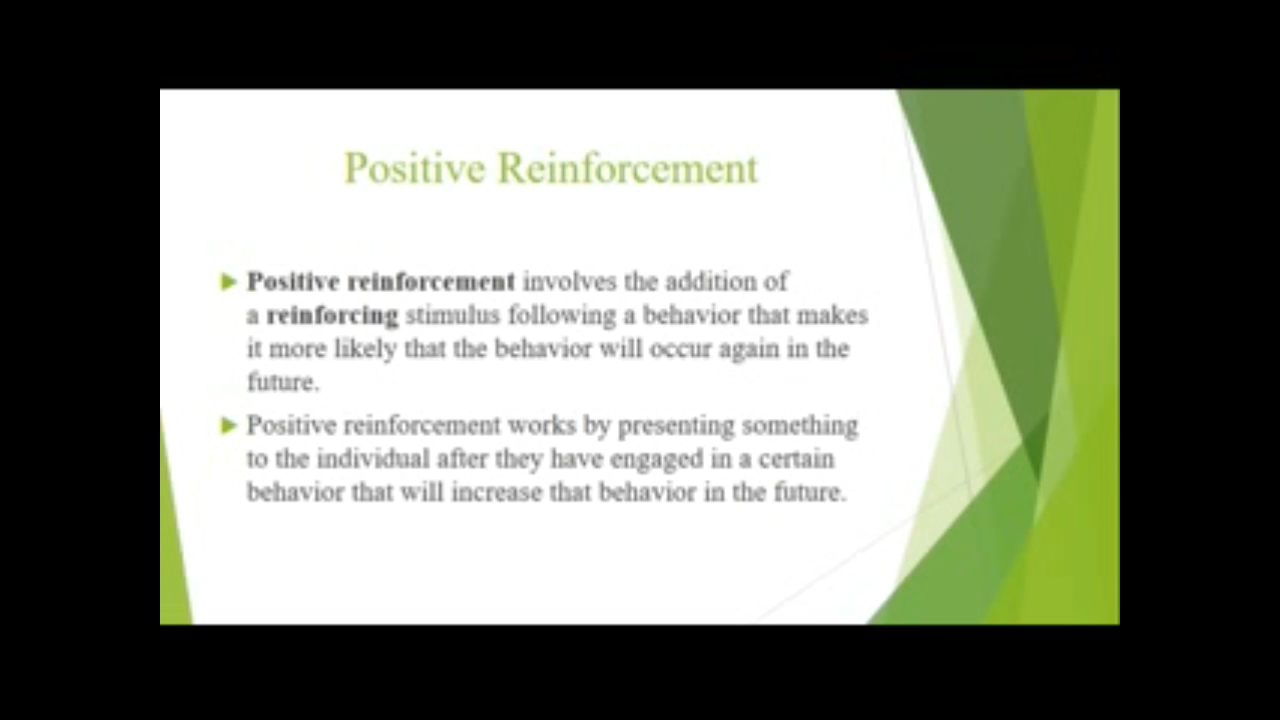 Positive Reinforcement
Positive reinforcement involves the addition of
a reinforcing stimulus following a behavior that makes
it more likely that the behavior will occur again in the
future.
Positive reinforcement works by presenting something
to the individual after they have engaged in a certain
behavior that will increase that behavior in the future.